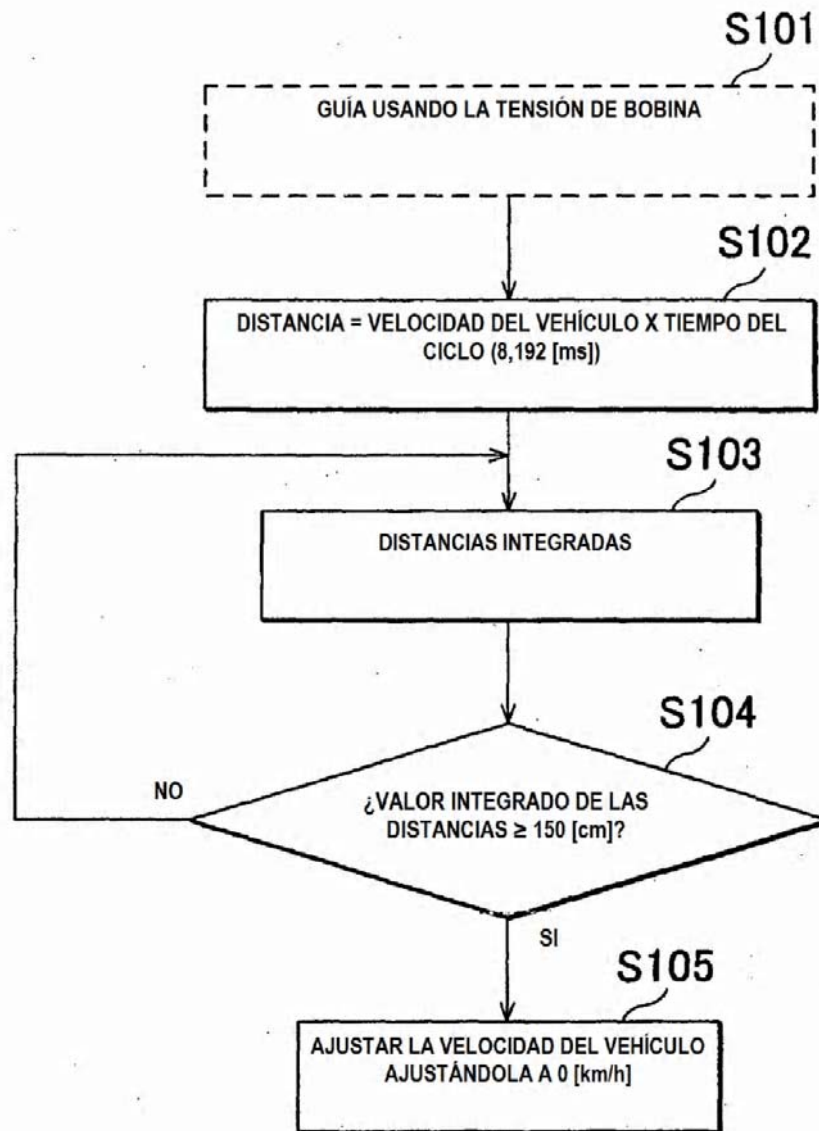 S101
GUÍA USANDO LA TENSIÓN DE BOBINA
S102
DISTANCIA = VELOCIDAD DEL VEHÍCULO X TIEMPO DEL
CICLO (8,192 [ms])
S103
DISTANCIAS INTEGRADAS
S104
NO
¿VALOR INTEGRADO DE LAS
DISTANCIAS ≥ 150 [cm]?
SI
S105
AJUSTAR LA VELOCIDAD DEL VEHÍCULO
AJUSTÁNDOLA A 0 [km/h]